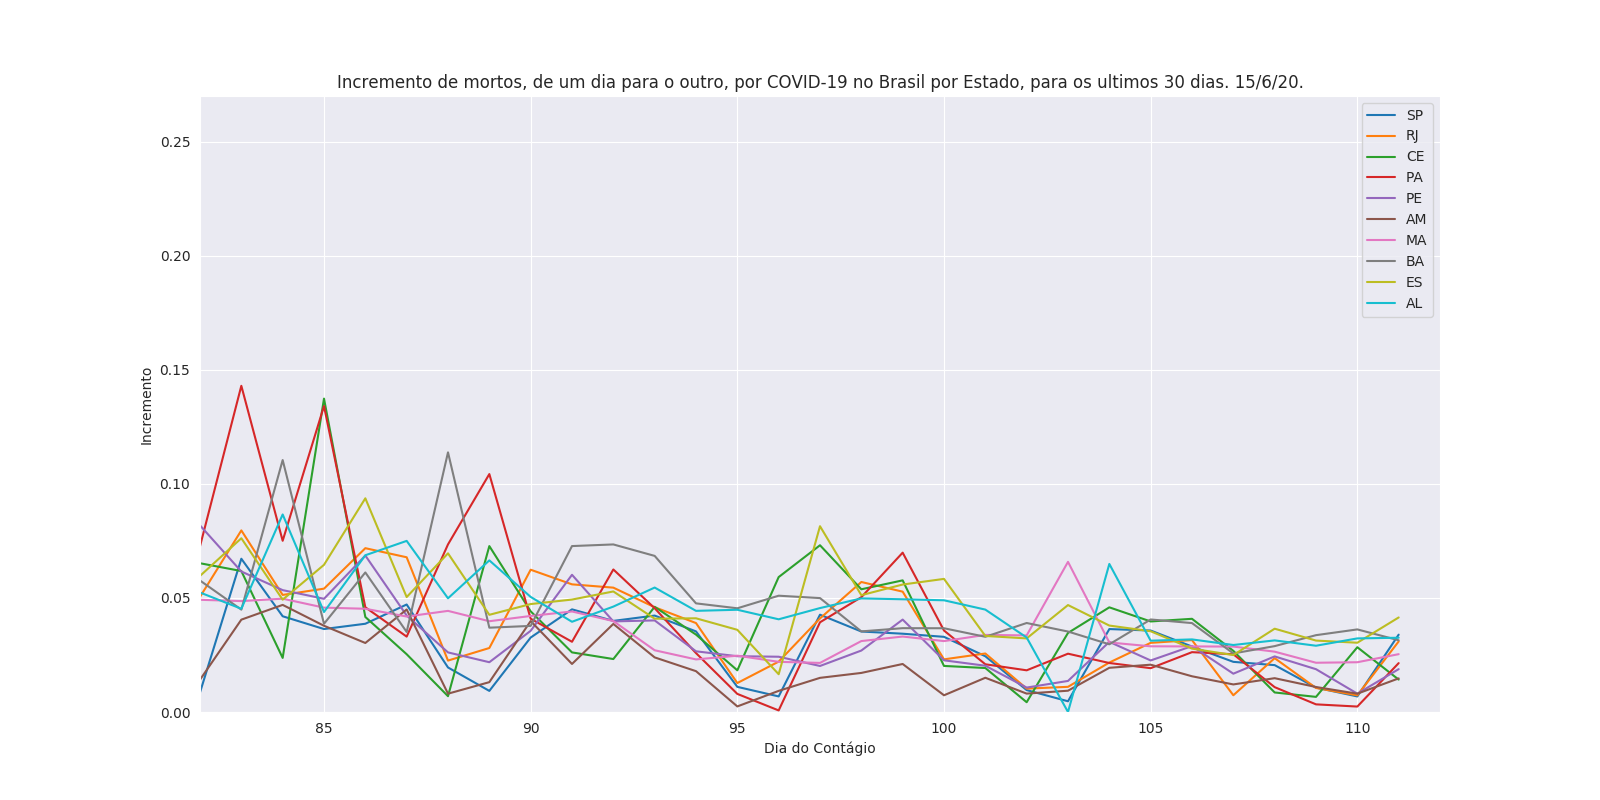 Incremento de mortos, de um dia para o outro, por COVID-19 no Brasil por Estado, para os ultimos 30 dias. 15/6/20.
SP
RJ
CE
PA
PE
AM
MA
BA
ES
AL
Incremento
0.25
0.20
0.15
0.10
0.05
0.00
85 90 95 100 105 110
Dia do Contágio